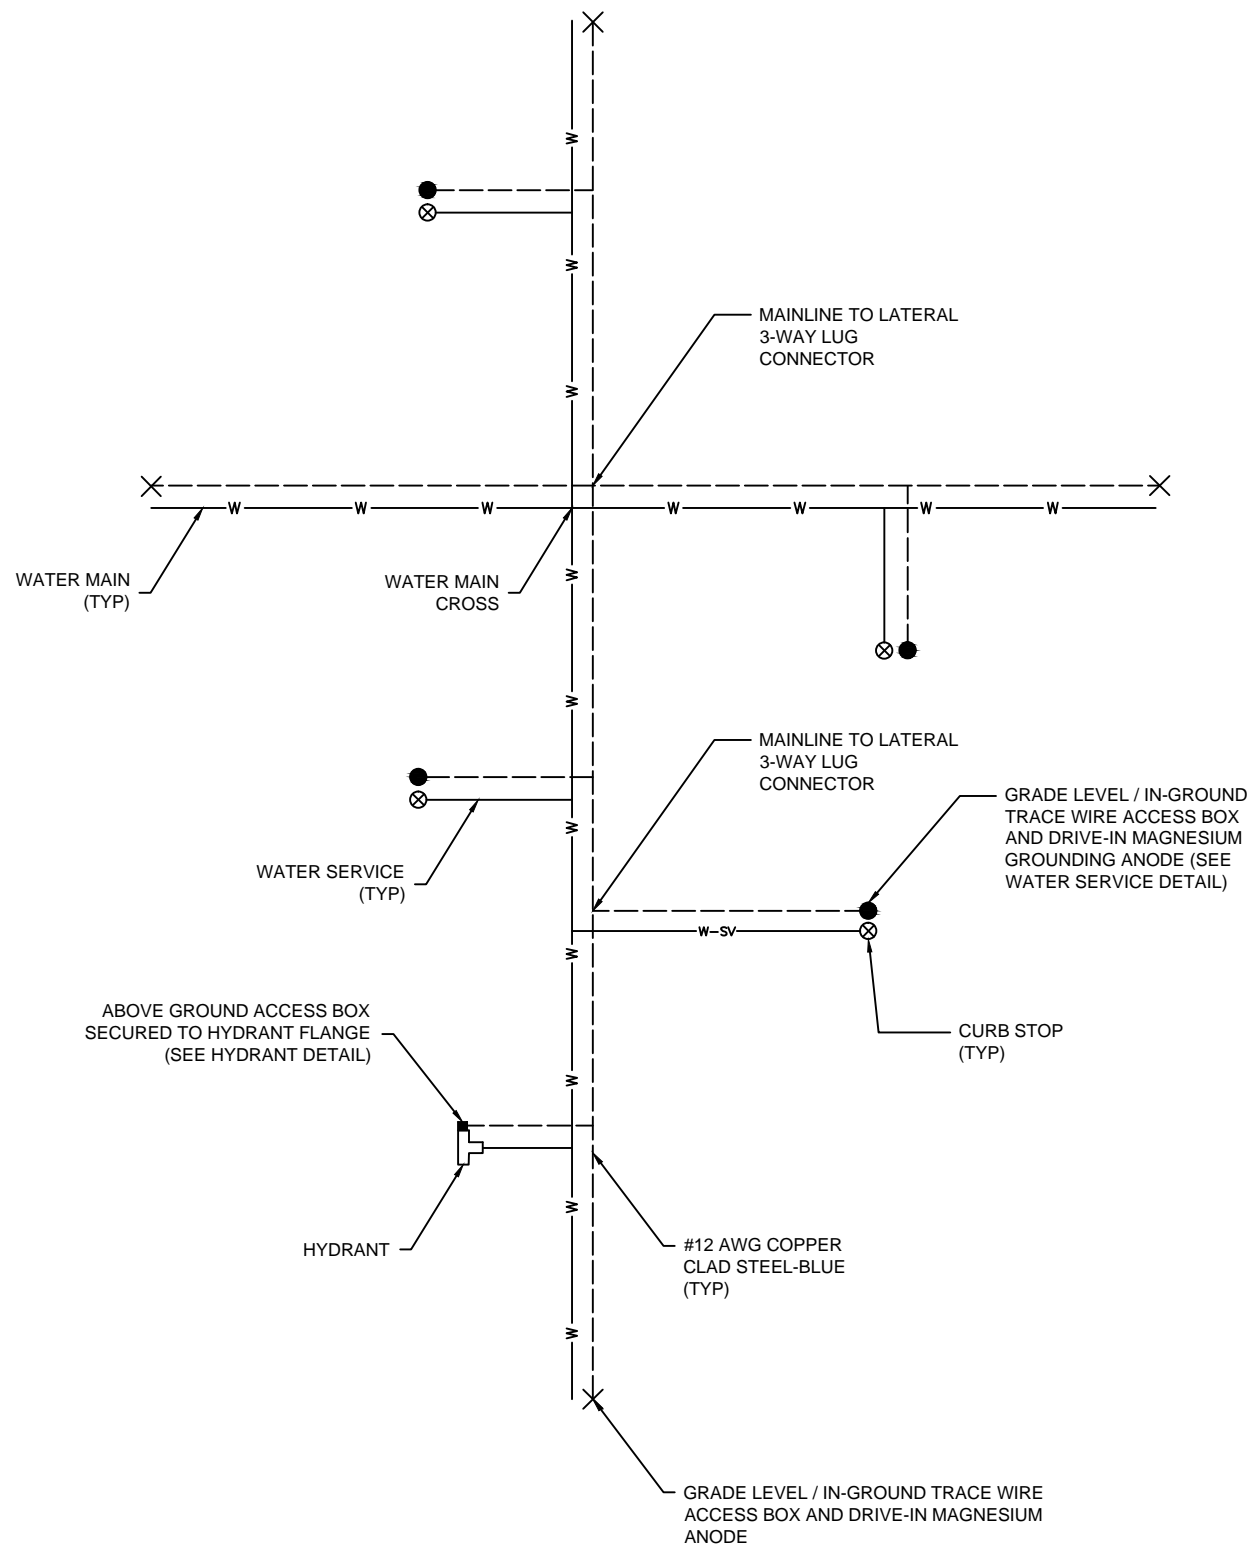 W
W
MAINLINE TO LATERAL
3-WAY LUG
CONNECTOR
W
W W W W W W W
WATER MAIN
(TYP)
WATER MAIN
CROSS
W
W
MAINLINE TO LATERAL
3-WAY LUG
CONNECTOR
GRADE LEVEL / IN-GROUND
TRACE WIRE ACCESS BOX
AND DRIVE-IN MAGNESIUM
GROUNDING ANODE (SEE
WATER SERVICE DETAIL)
W
WATER SERVICE
(TYP)
W-SV
W
ABOVE GROUND ACCESS BOX
SECURED TO HYDRANT FLANGE
(SEE HYDRANT DETAIL)
CURB STOP
(TYP)
W
W
HYDRANT
#12 AWG COPPER
CLAD STEEL-BLUE
(TYP)
W
GRADE LEVEL / IN-GROUND TRACE WIRE
ACCESS BOX AND DRIVE-IN MAGNESIUM
ANODE